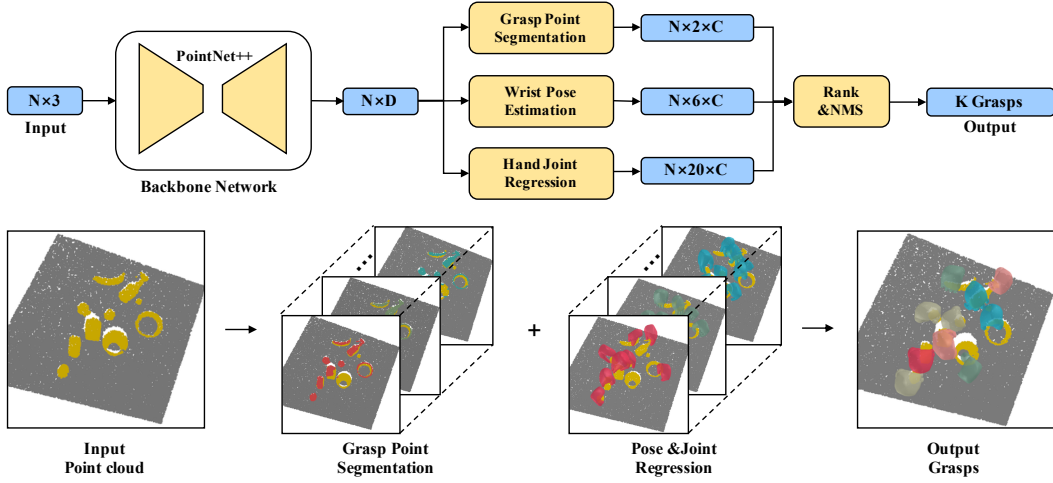 PointNet++
N×3
Input
Backbone Network
N×D
Grasp Point
Segmentation
N×2×C
Wrist Pose
Estimation
N×6×C
Hand Joint
Regression
N×20×C
Rank
&NMS
K Grasps
Output
Input
Point cloud
Grasp Point
Segmentation
+
Pose &Joint
Regression
Output
Grasps